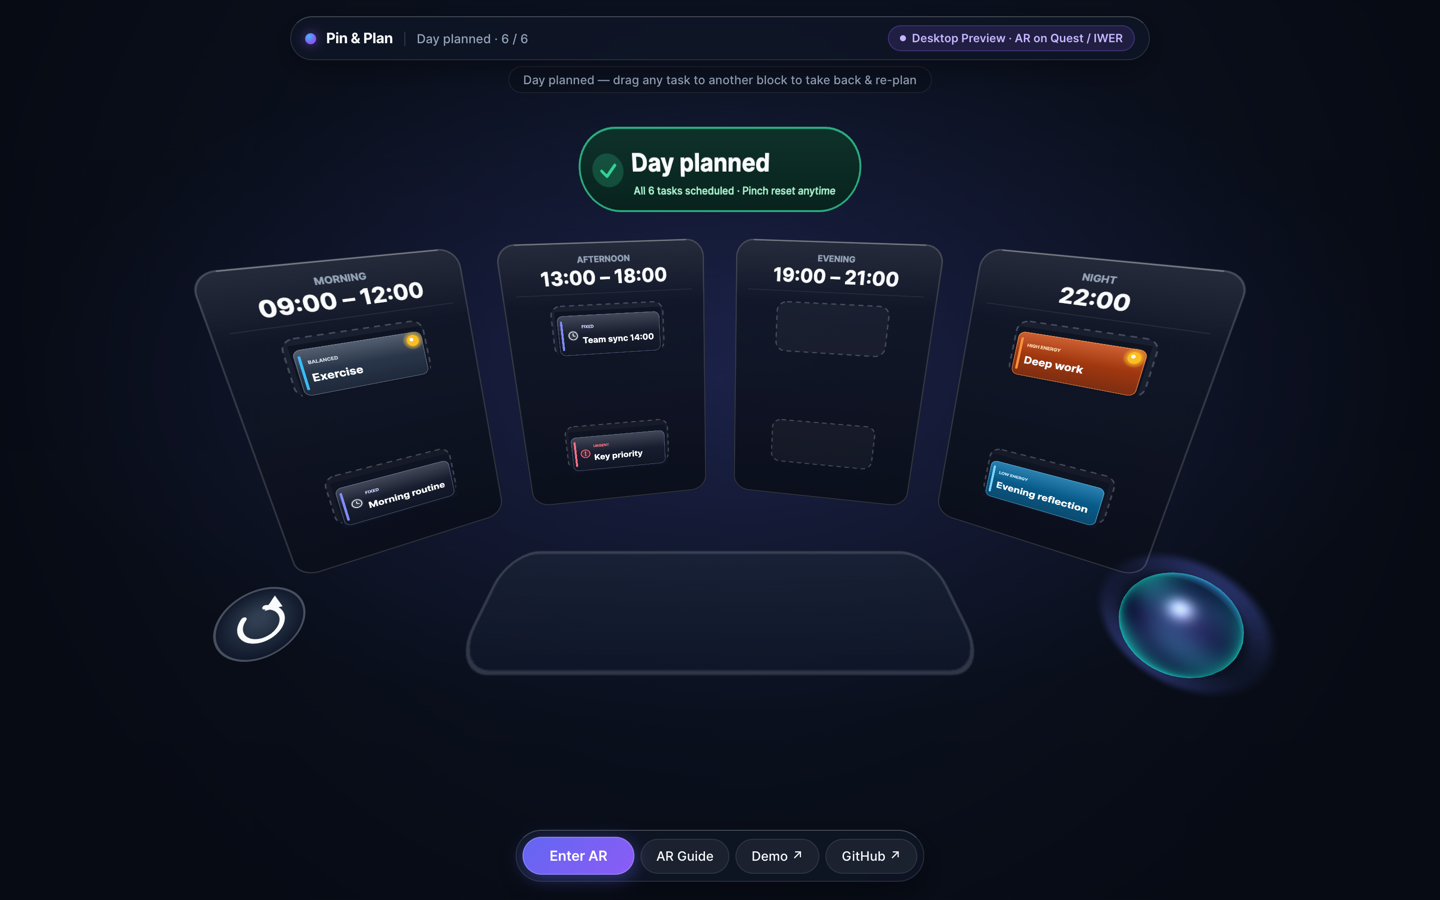 Pin & Plan
Day planned · 6 / 6
Desktop Preview · AR on Quest / IWER
Day planned — drag any task to another block to take back & re-plan
Day planned
All 6 tasks scheduled · Pinch reset anytime
MORNING
09:00 – 12:00
BALANCED
Exercise
FIXED
Morning routine
AFTERNOON
13:00 – 18:00
FIXED
Team sync 14:00
URGENT
Key priority
EVENING
19:00 – 21:00
NIGHT
22:00
HIGH ENERGY
Deep work
LOW ENERGY
Evening reflection
Enter AR
AR Guide
Demo ↗
GitHub ↗